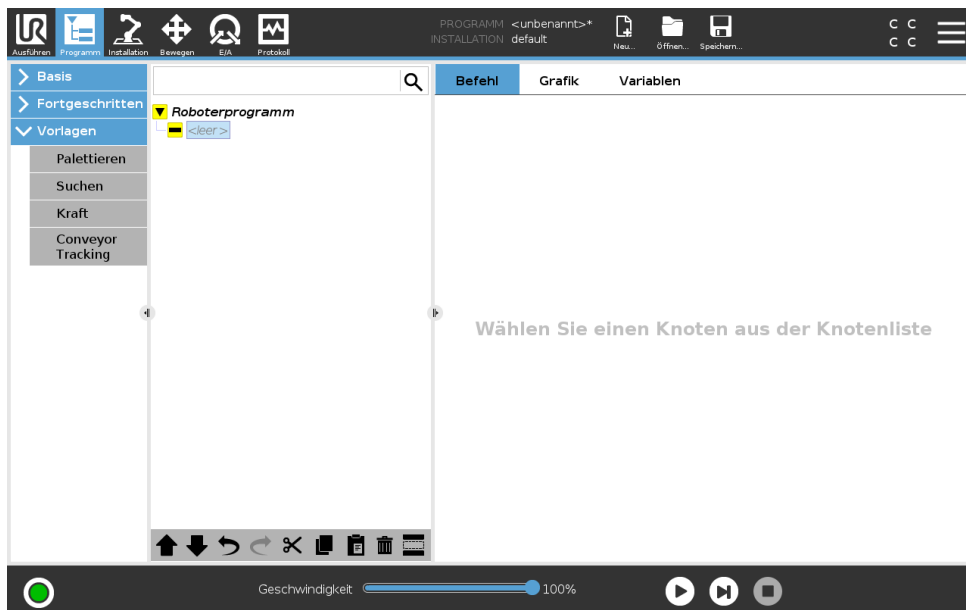 UR
PROGRAMM <unbenannt>*
INSTALLATION default
Ausführen Programm Installation Bewegen E/A Protokoll
Neu... Öffnen... Speichern...
C C
C C
Basis
Fortgeschritten
Vorlagen
Palettieren
Suchen
Kraft
Conveyor
Tracking
Roboterprogramm
<leer>
Befehl Grafik Variablen
Wählen Sie einen Knoten aus der Knotenliste
Geschwindigkeit 100%